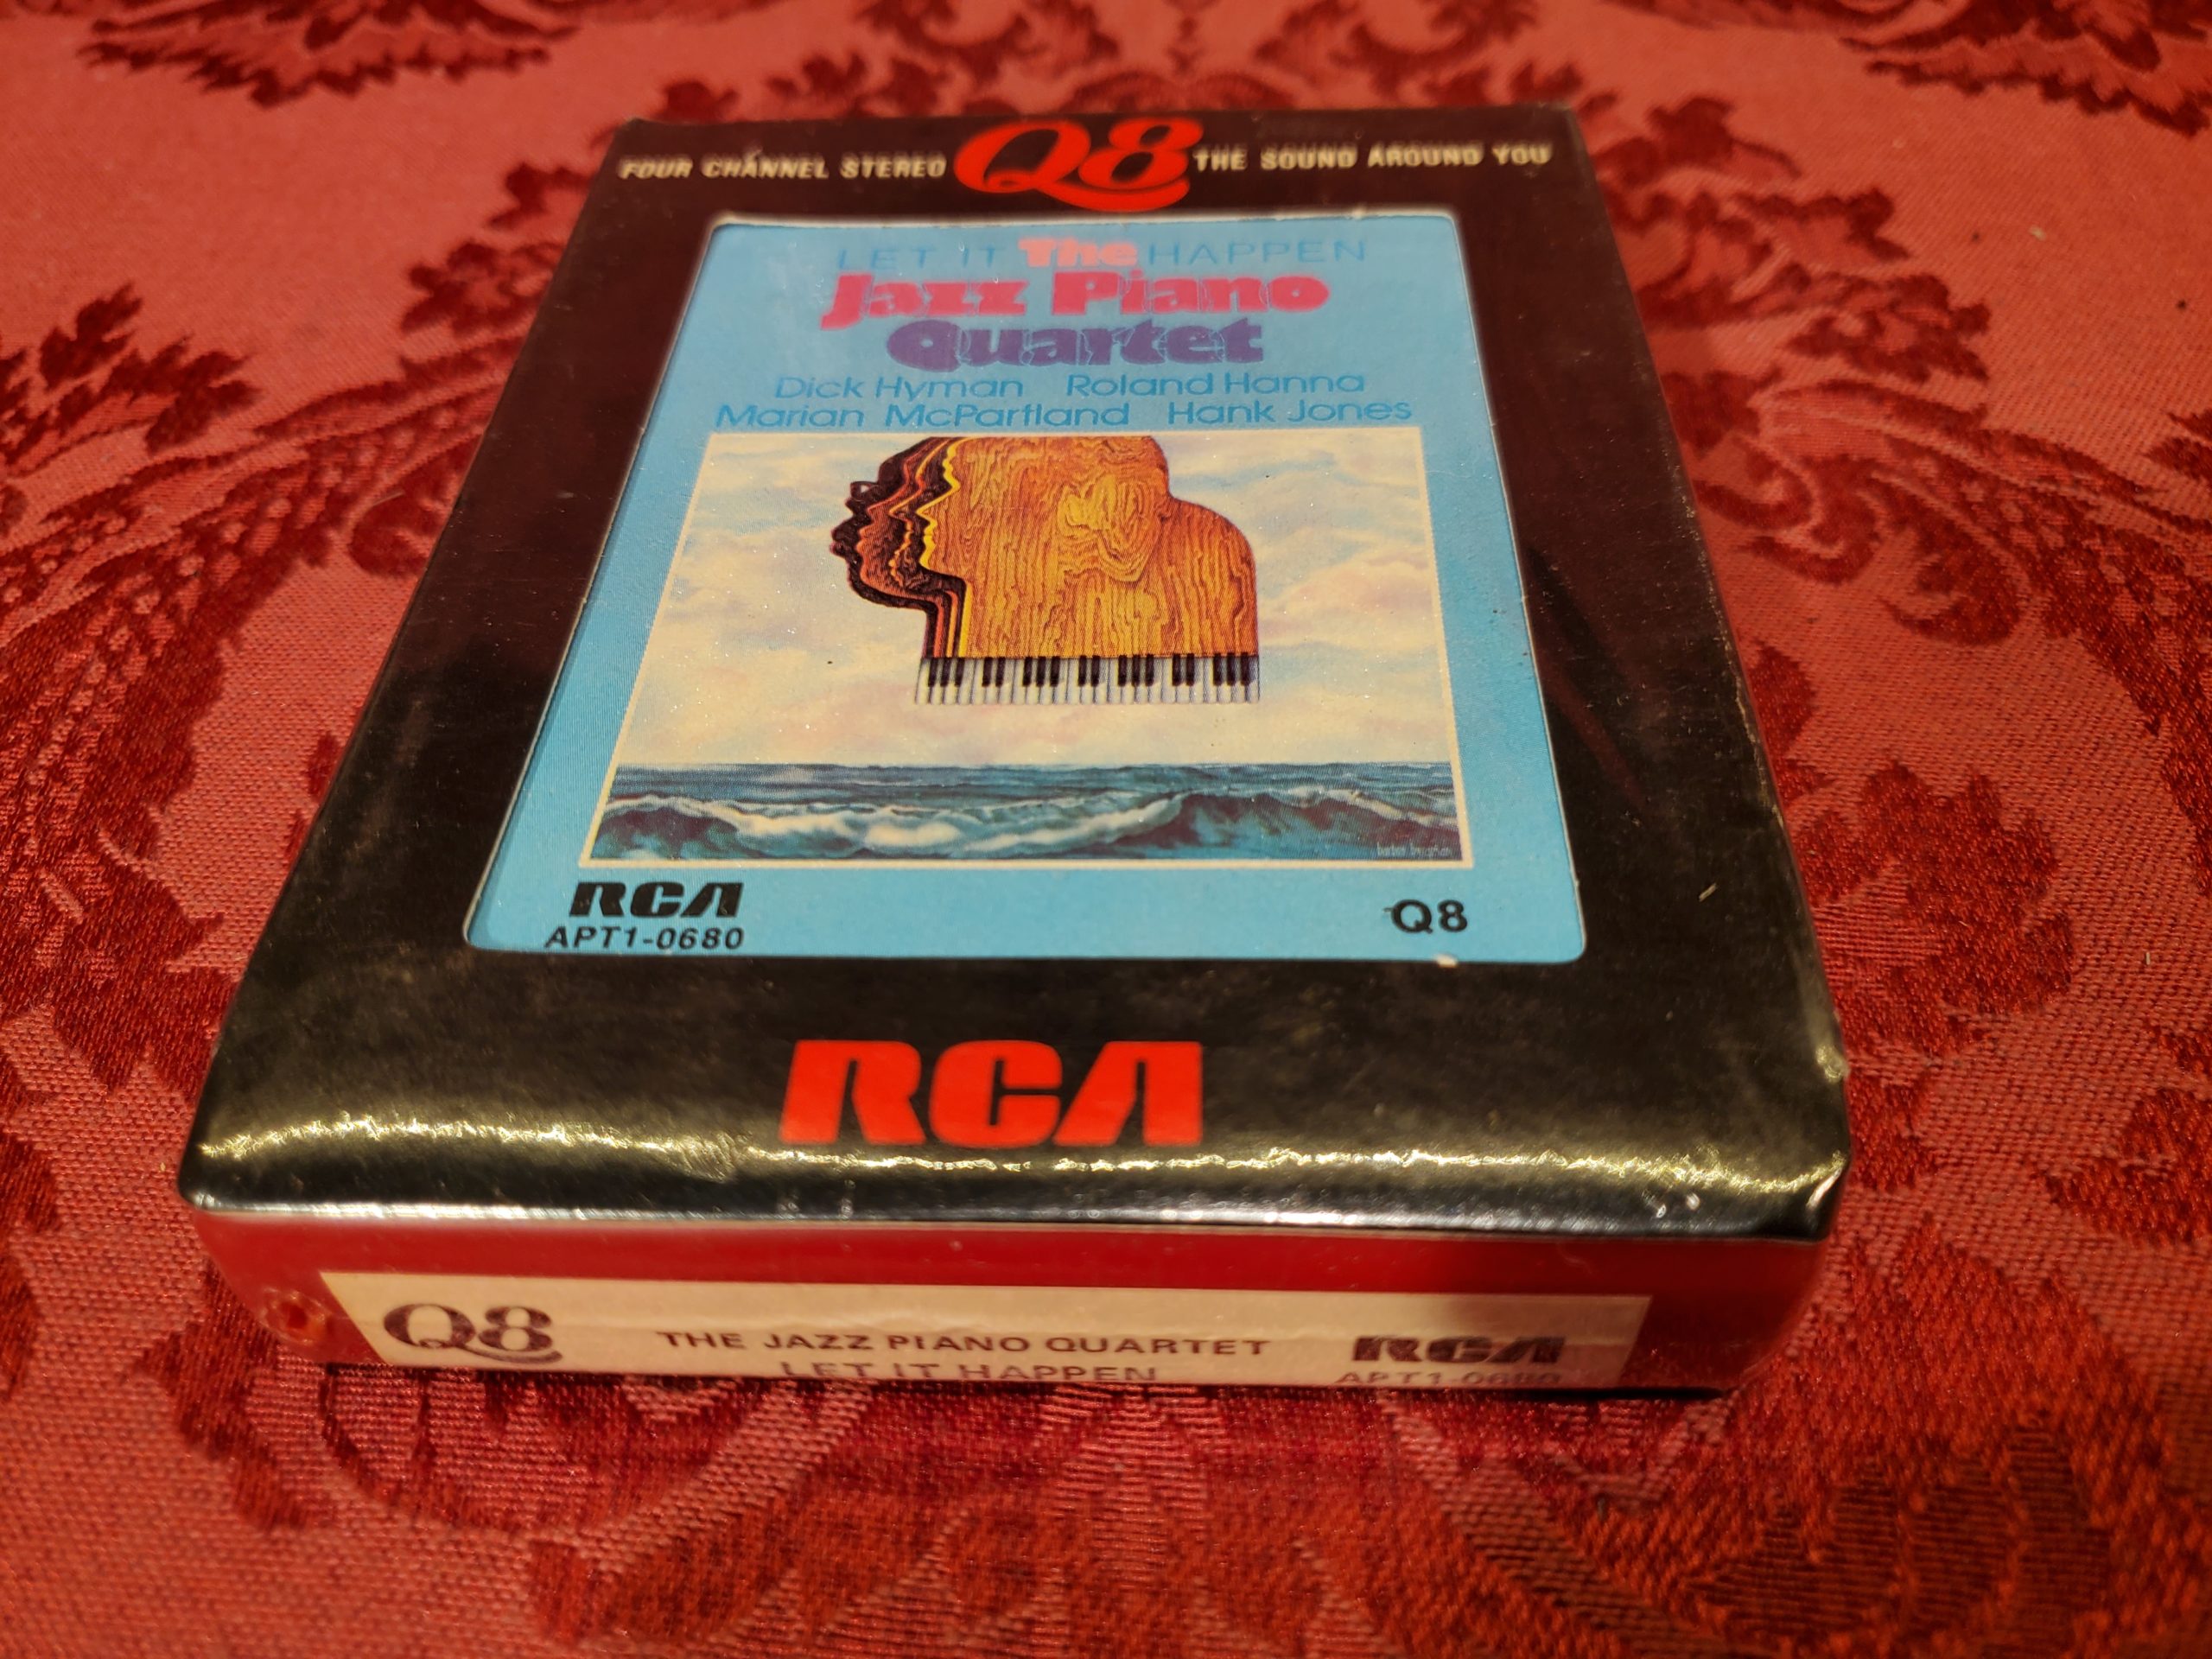 FOUR CHANNEL STEREO Q8 THE SOUND AROUND YOU
LET IT The HAPPEN
Jazz Piano
Quartet
Dick Hyman Roland Hanna
Marian McPartland Hank Jones
RCA
APT1-0680
Q8
RCA
Q8
THE JAZZ PIANO QUARTET
LET IT HAPPEN
RCA
APT1-0680